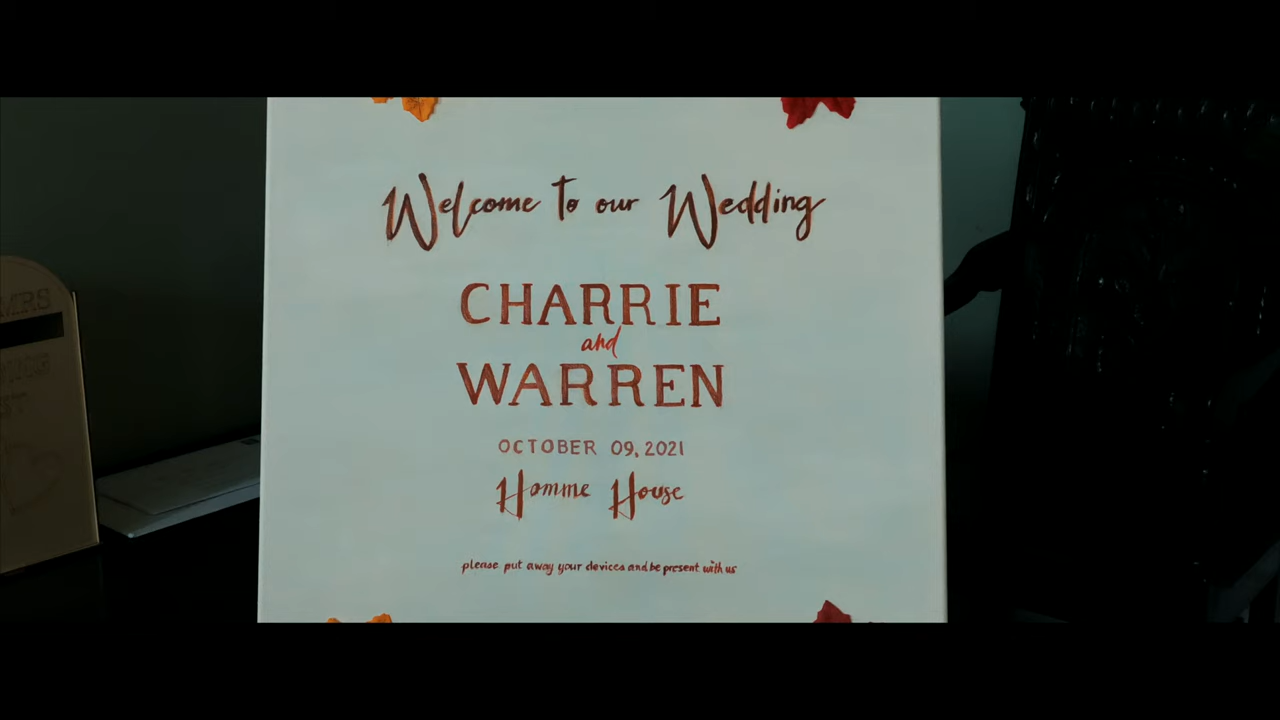 Welcome to our Wedding
CHARRIE
and
WARREN
OCTOBER 09, 2021
Homme House
please put away your devices and be present with us
MRS